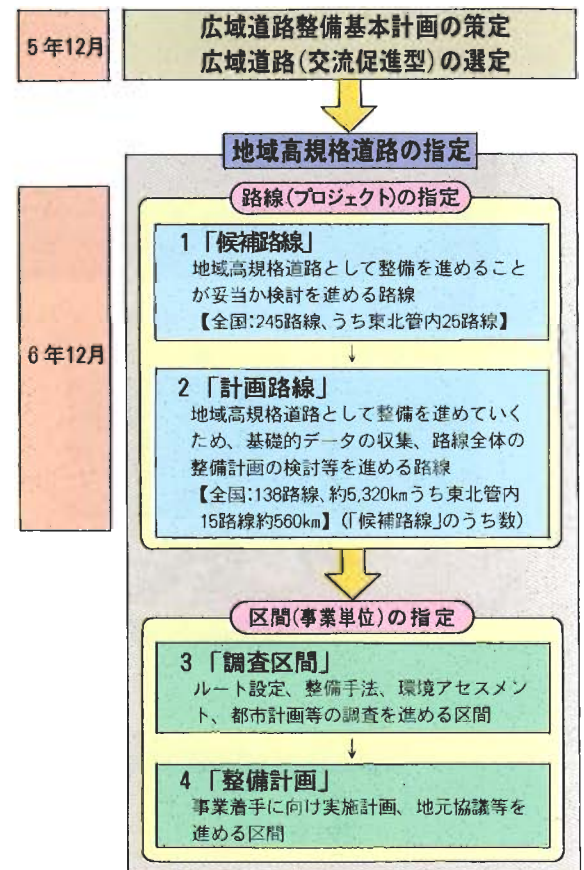 5年12月
広域道路整備基本計画の策定
広域道路(交流促進型)の選定
地域高規格道路の指定
6年12月
路線(プロジェクト)の指定
1「候補路線」
地域高規格道路として整備を進めること
が妥当か検討を進める路線
【全国:245路線、うち東北管内25路線】
↓
2「計画路線」
地域高規格道路として整備を進めていく
ため、基礎的データの収集、路線全体の
整備計画の検討等を進める路線
【全国:138路線、約5,320kmうち東北管内
15路線約560km】(「候補路線」のうち数)
区間(事業単位)の指定
3「調査区間」
ルート設定、整備手法、環境アセスメン
ト、都市計画等の調査を進める区間
↓
4「整備計画」
事業着手に向け実施計画、地元協議等を
進める区間